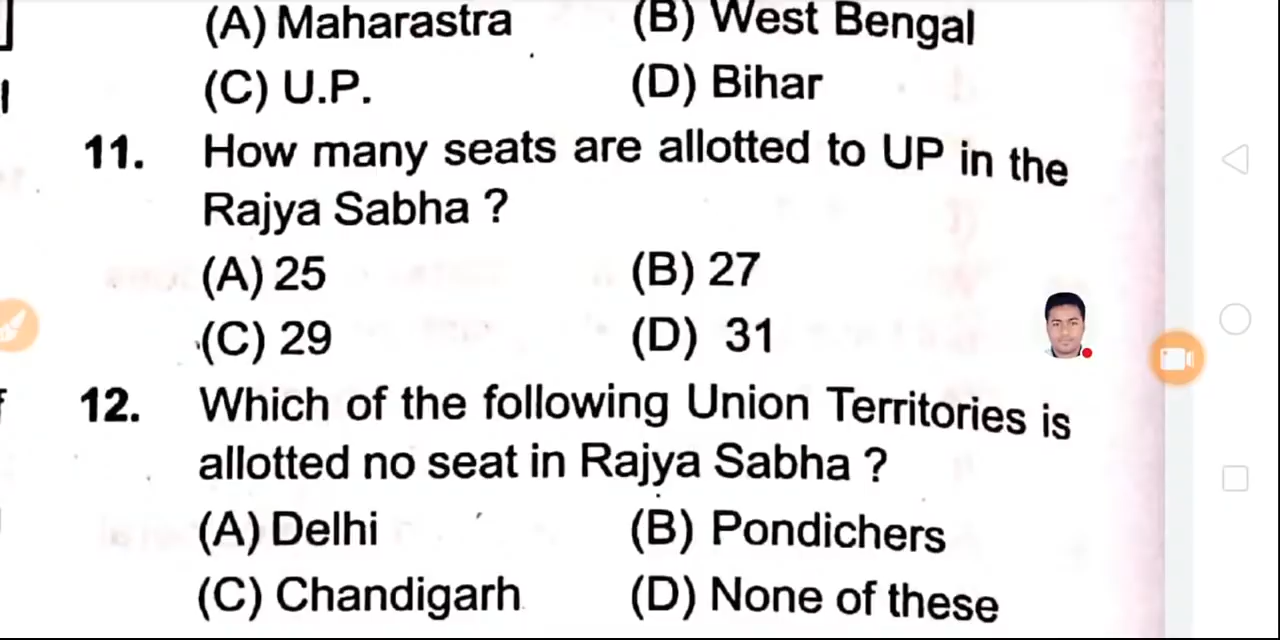 (A) Maharastra (B) West Bengal
(C) U.P. (D) Bihar
11. How many seats are allotted to UP in the
Rajya Sabha ?
(A) 25 (B) 27
(C) 29 (D) 31
12. Which of the following Union Territories is
allotted no seat in Rajya Sabha ?
(A) Delhi (B) Pondichers
(C) Chandigarh (D) None of these